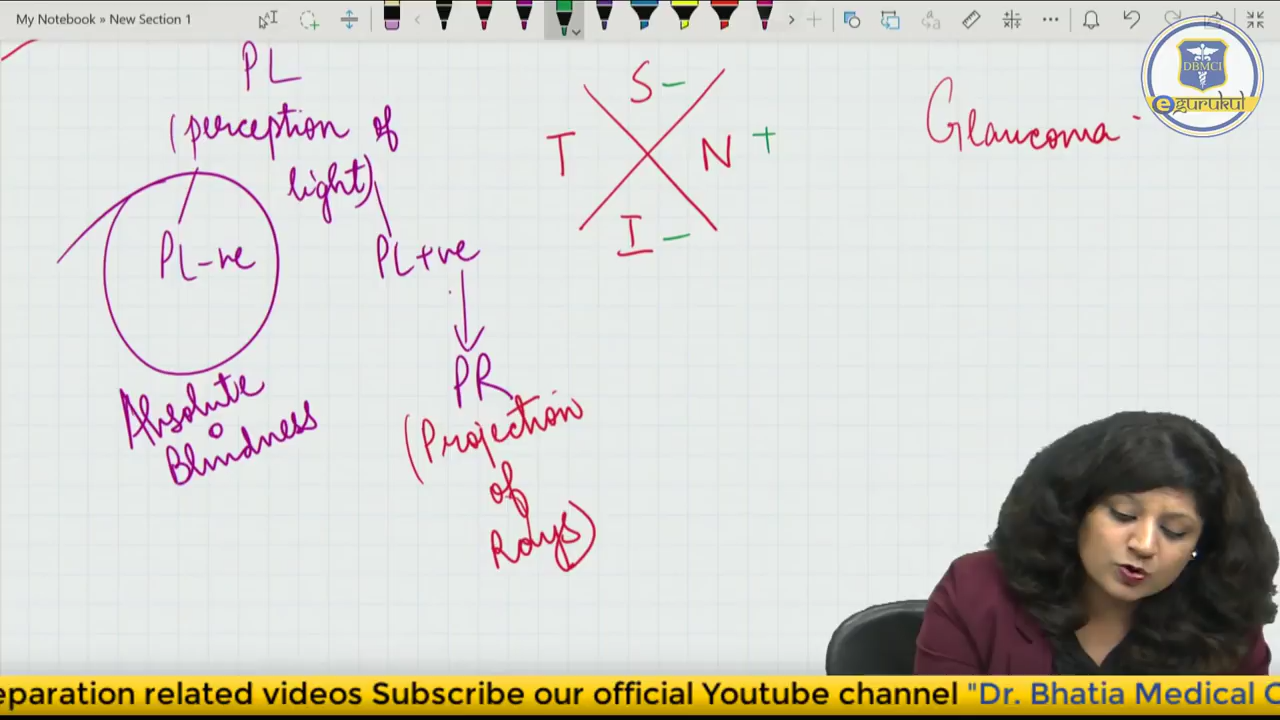 My Notebook » New Section 1
DBMCI
egurukul
PL
(perception of
light)
PL-ve
PL+ve
Absolute
Blindness
PR
(Projection
of
Rays)
S -
T
N +
I -
Glaucoma
eparation related videos Subscribe our official Youtube channel "Dr. Bhatia Medical C